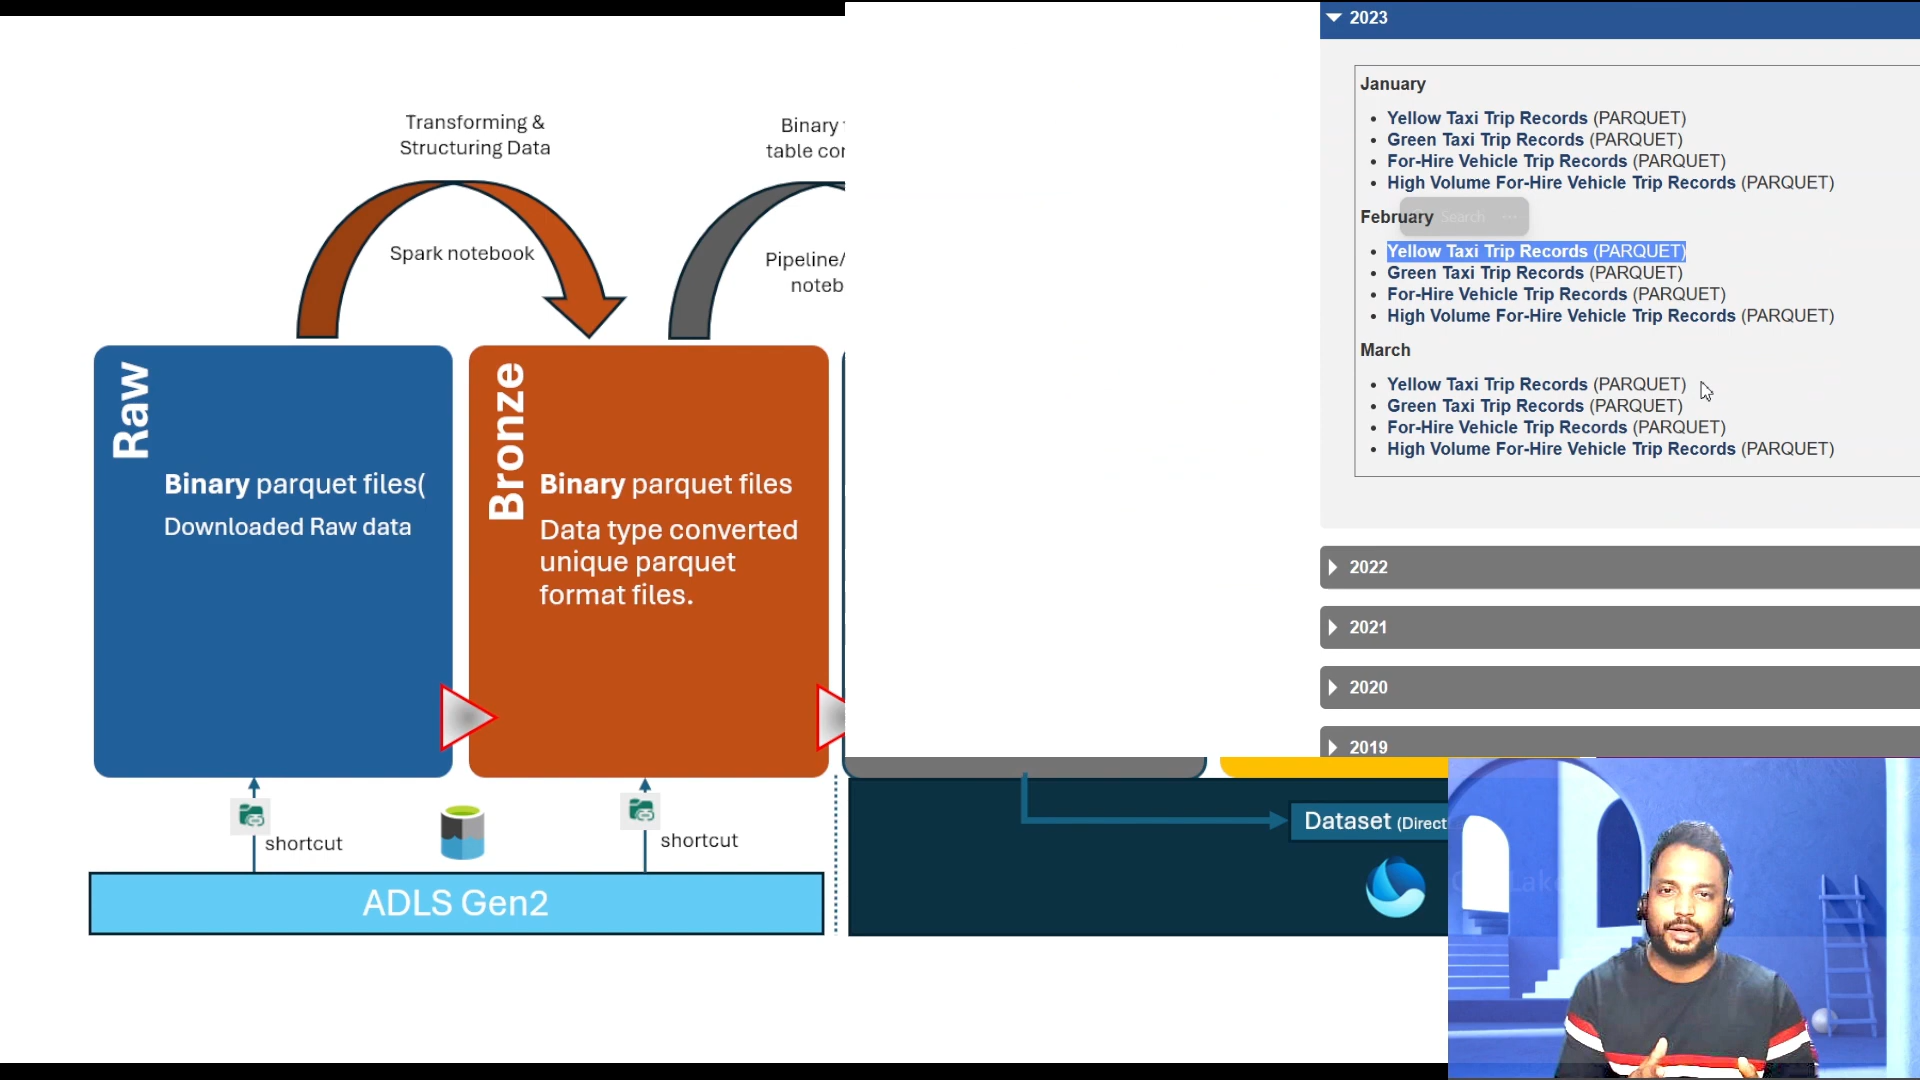 Transforming &
Structuring Data
Spark notebook
Binary
table cor
Pipeline/
noteb
Raw
Binary parquet files(
Downloaded Raw data
Bronze
Binary parquet files
Data type converted
unique parquet
format files.
shortcut
shortcut
ADLS Gen2
Dataset (Direct
Lake
2023
January
Yellow Taxi Trip Records (PARQUET)
Green Taxi Trip Records (PARQUET)
For-Hire Vehicle Trip Records (PARQUET)
High Volume For-Hire Vehicle Trip Records (PARQUET)
February
Search ···
Yellow Taxi Trip Records (PARQUET)
Green Taxi Trip Records (PARQUET)
For-Hire Vehicle Trip Records (PARQUET)
High Volume For-Hire Vehicle Trip Records (PARQUET)
March
Yellow Taxi Trip Records (PARQUET)
Green Taxi Trip Records (PARQUET)
For-Hire Vehicle Trip Records (PARQUET)
High Volume For-Hire Vehicle Trip Records (PARQUET)
2022
2021
2020
2019